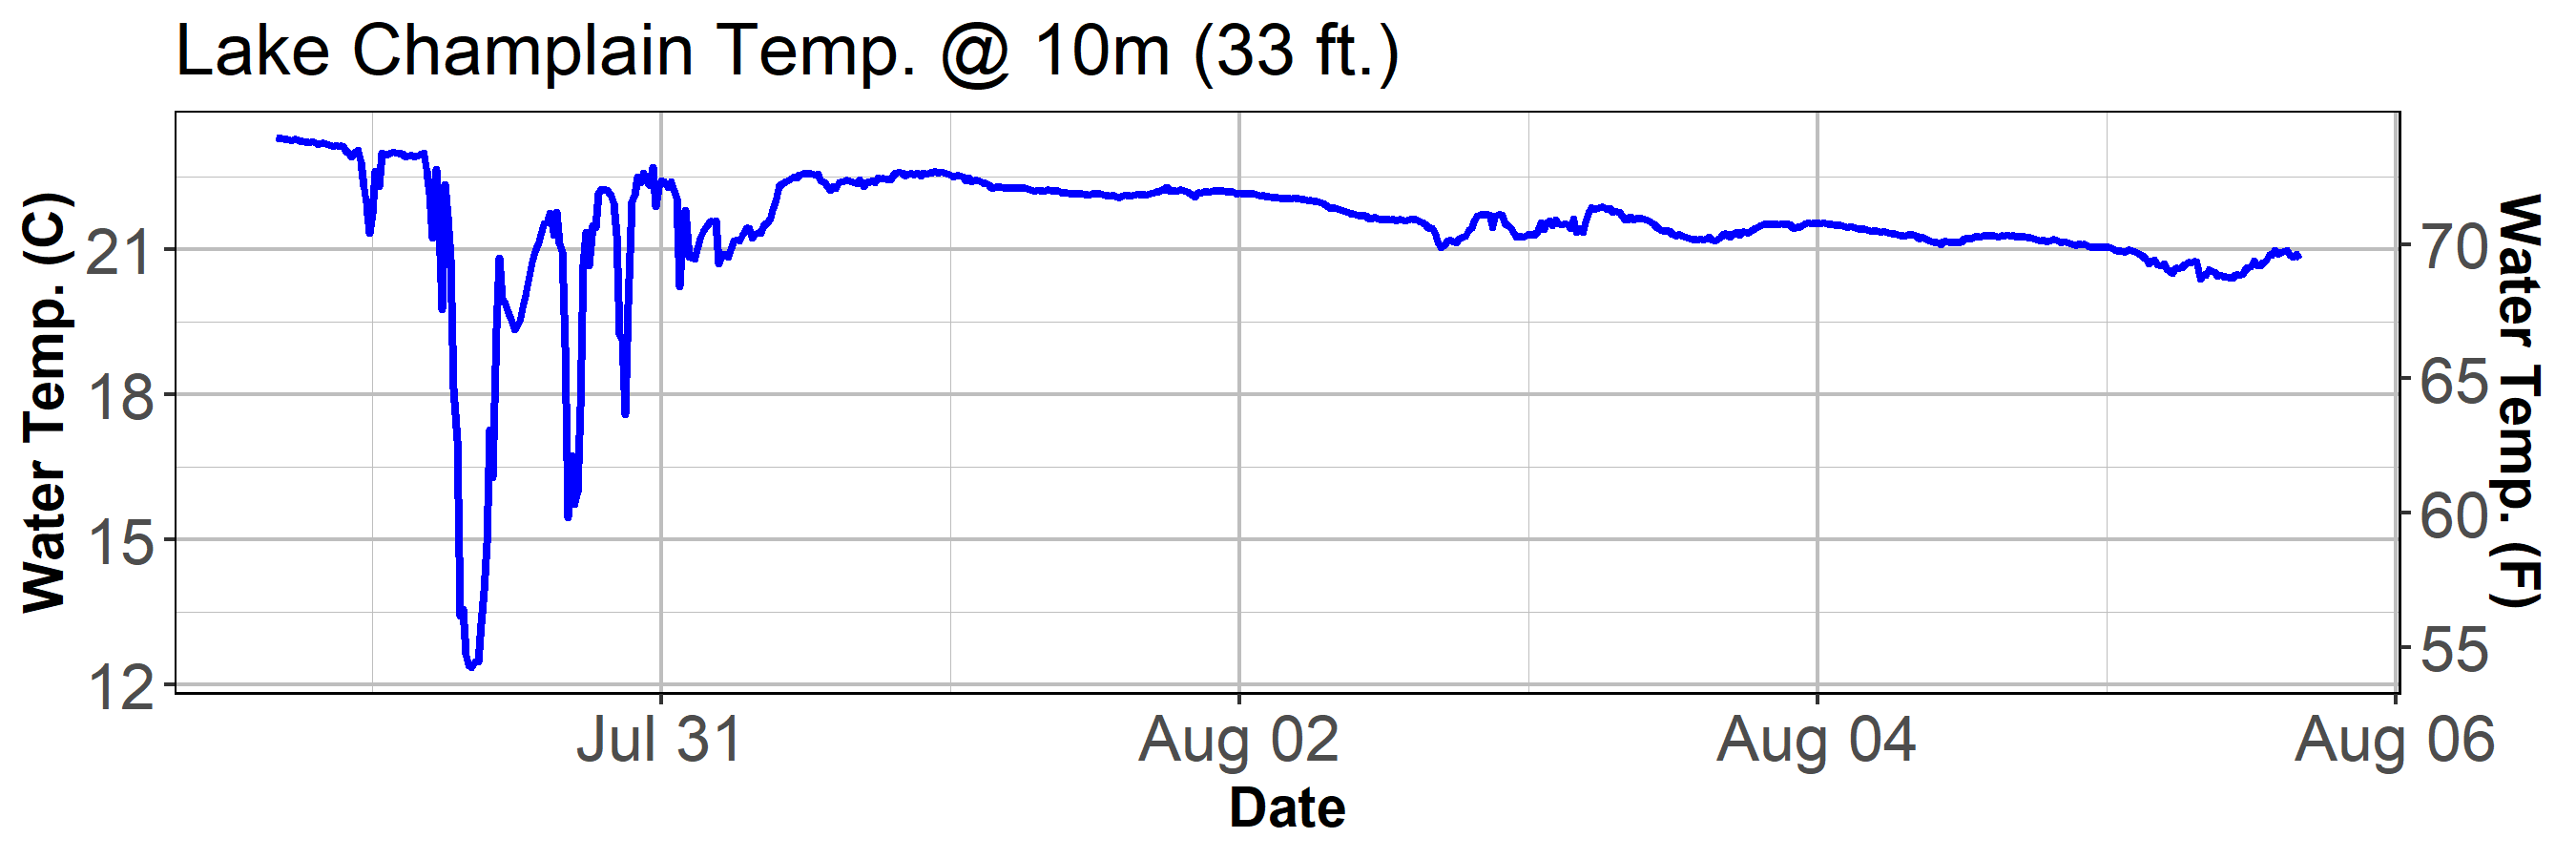 Lake Champlain Temp. @ 10m (33 ft.)
Water Temp. (C)
21
18
15
12
70
65
60
55
Water Temp. (F)
Jul 31
Aug 02
Aug 04
Aug 06
Date